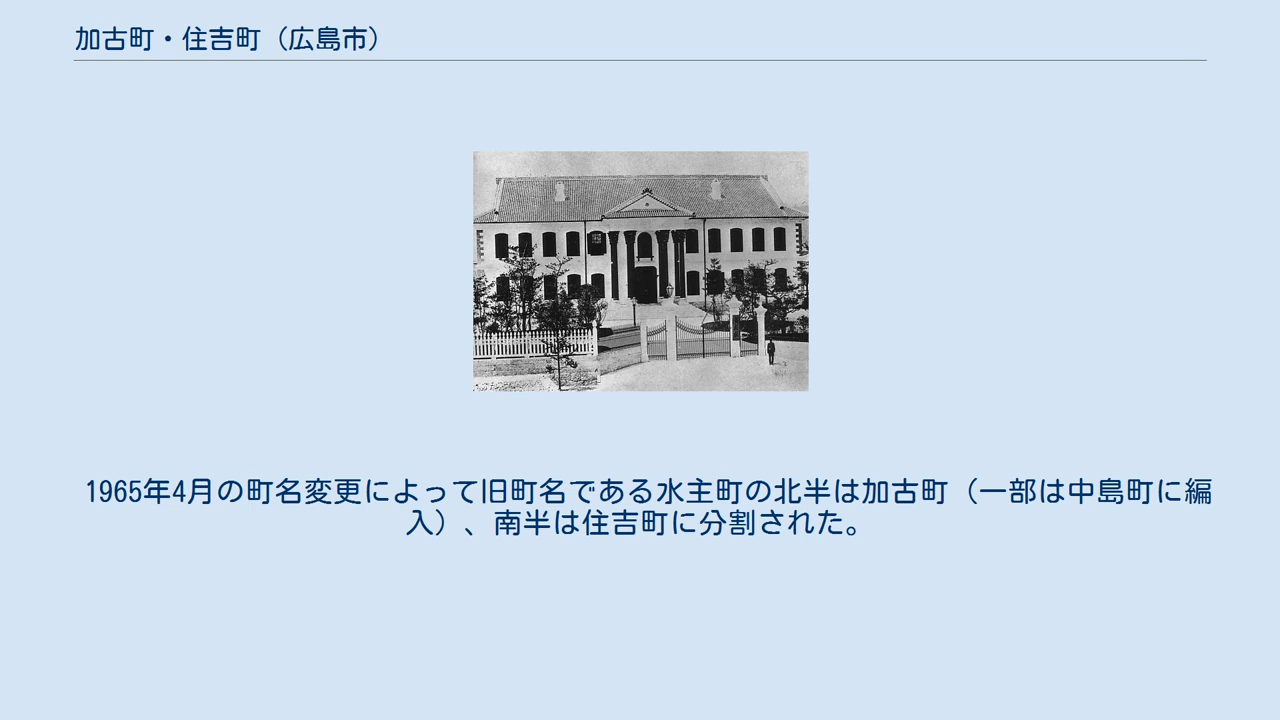 加古町・住吉町（広島市）
1965年4月の町名変更によって旧町名である水主町の北半は加古町（一部は中島町に編
入）、南半は住吉町に分割された。